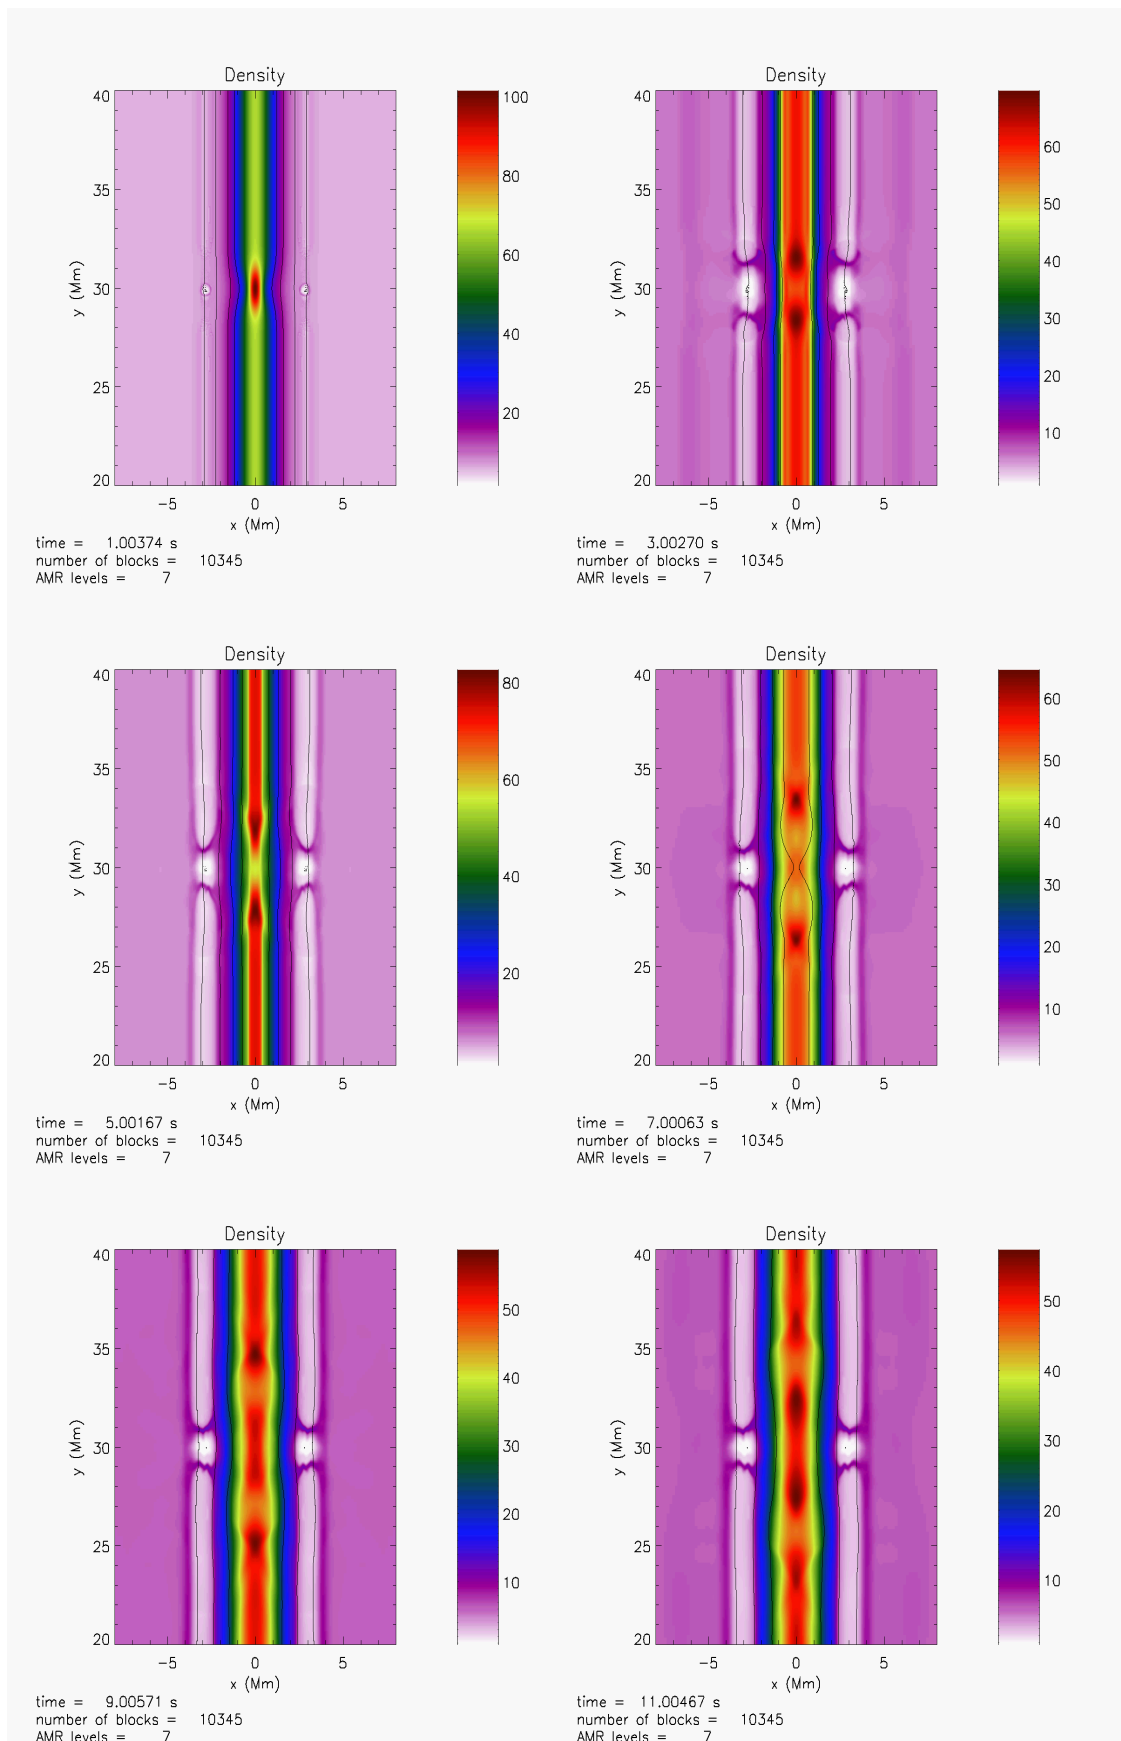 Density
Density
40
35
30
25
20
y (Mm)
-5 0 5
x (Mm)
100
80
60
40
20
40
35
30
25
20
y (Mm)
-5 0 5
x (Mm)
60
50
40
30
20
10
time = 1.00374 s
number of blocks = 10345
AMR levels = 7
time = 3.00270 s
number of blocks = 10345
AMR levels = 7
Density
Density
40
35
30
25
20
y (Mm)
-5 0 5
x (Mm)
80
60
40
20
40
35
30
25
20
y (Mm)
-5 0 5
x (Mm)
60
50
40
30
20
10
time = 5.00167 s
number of blocks = 10345
AMR levels = 7
time = 7.00063 s
number of blocks = 10345
AMR levels = 7
Density
Density
40
35
30
25
20
y (Mm)
-5 0 5
x (Mm)
50
40
30
20
10
40
35
30
25
20
y (Mm)
-5 0 5
x (Mm)
50
40
30
20
10
time = 9.00571 s
number of blocks = 10345
AMR levels = 7
time = 11.00467 s
number of blocks = 10345
AMR levels = 7